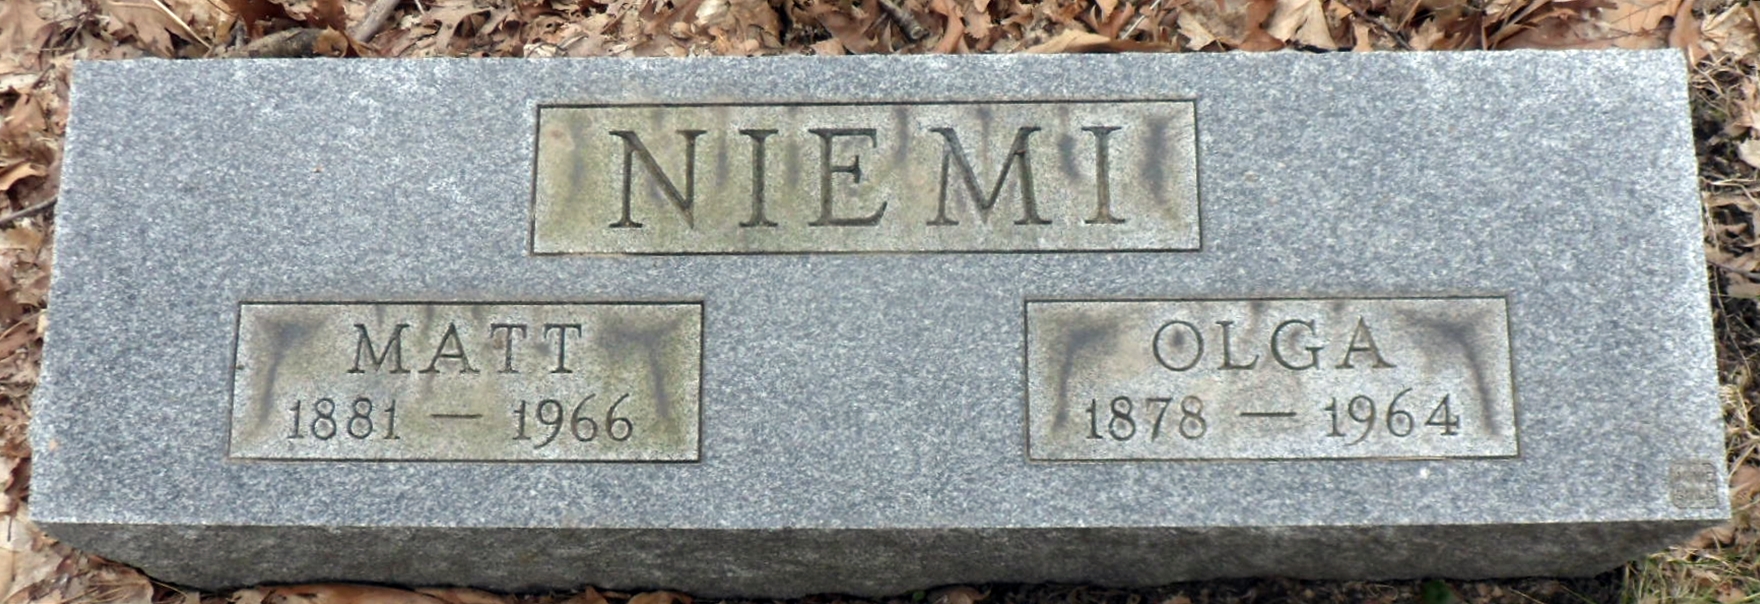 NIEMI
MATT
1881 — 1966
OLGA
1878 — 1964